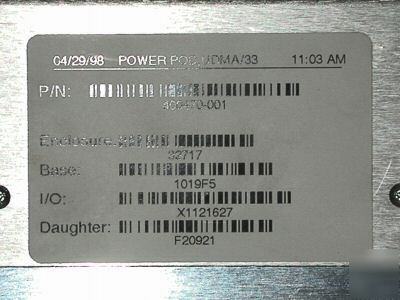 04/29/98 POWER POD, UDMA/33 11:03 AM
P/N:
400470-001
Enclosure:
32717
Base:
1019F5
I/O:
X1121627
Daughter:
F20921